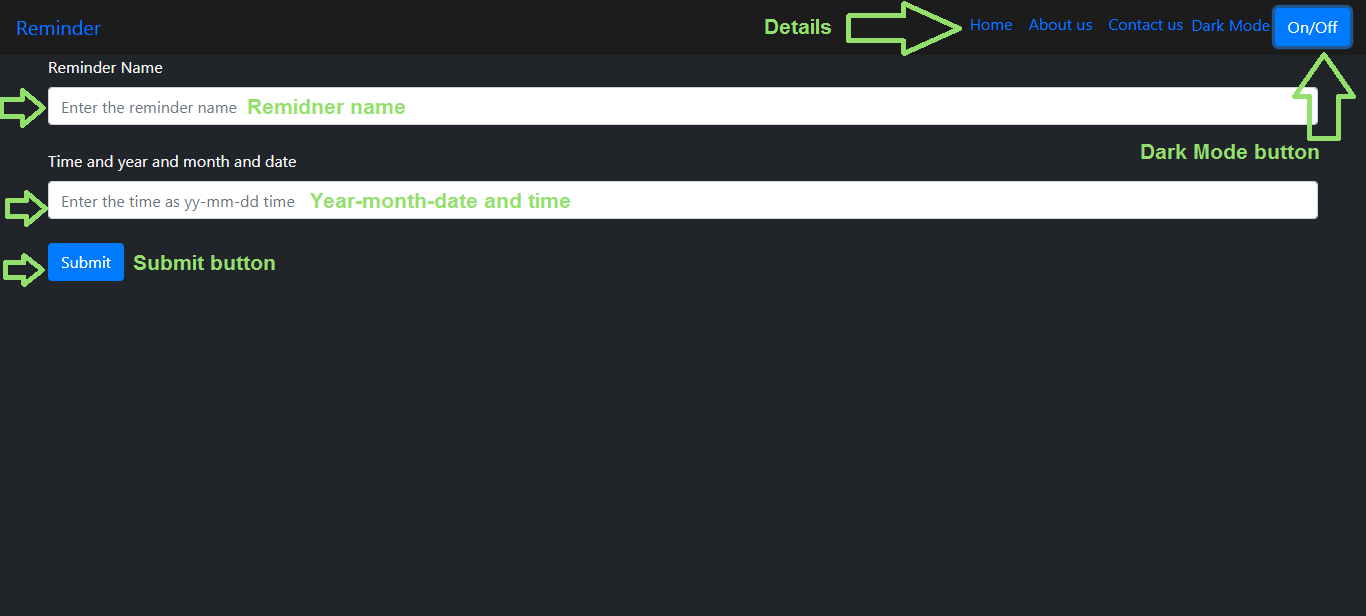 Reminder Details Home About us Contact us Dark Mode On/Off
Reminder Name
Enter the reminder name Remidner name
Dark Mode button
Time and year and month and date
Enter the time as yy-mm-dd time Year-month-date and time
Submit Submit button